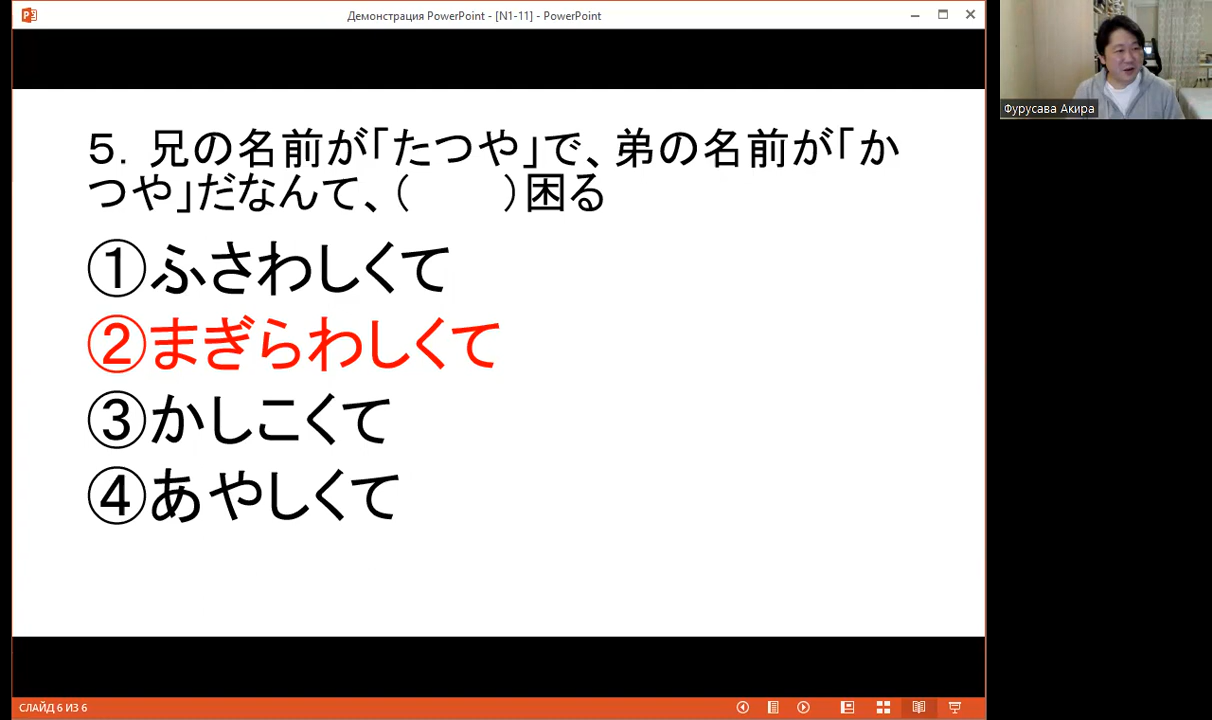 Демонстрация PowerPoint - [N1-11] - PowerPoint
Фурусава Акира
５．兄の名前が「たつや」で、弟の名前が「か
つや」だなんて、（　　）困る
①ふさわしくて
②まぎらわしくて
③かしこくて
④あやしくて
СЛАЙД 6 ИЗ 6